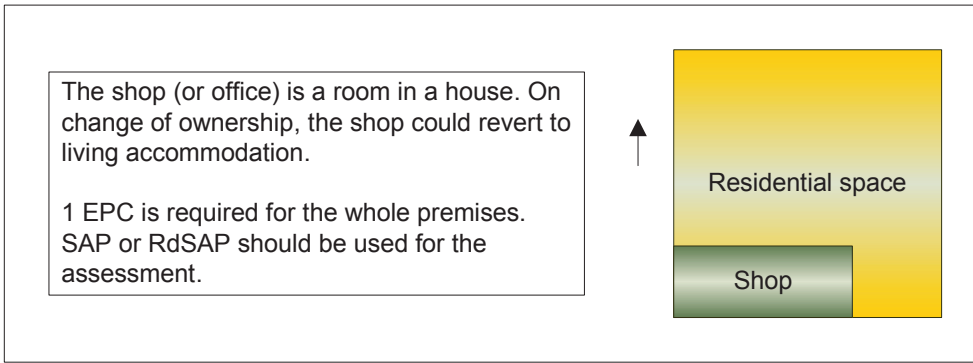 The shop (or office) is a room in a house. On
change of ownership, the shop could revert to
living accommodation.
1 EPC is required for the whole premises.
SAP or RdSAP should be used for the
assessment.
Residential space
Shop